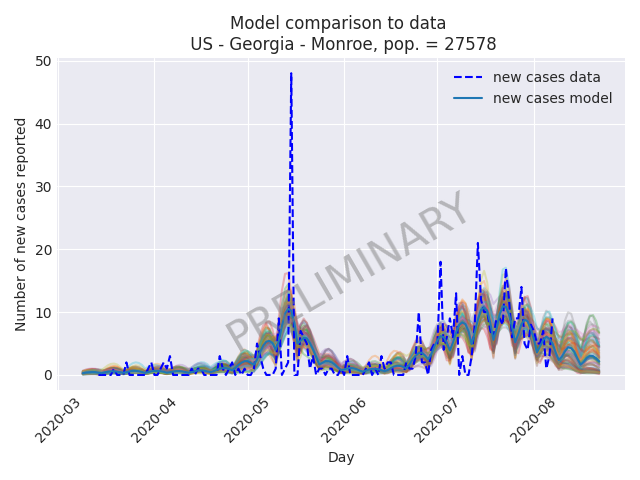 Model comparison to data
US - Georgia - Monroe, pop. = 27578
new cases data
new cases model
50
40
30
20
10
0
Number of new cases reported
PRELIMINARY
2020-03
2020-04
2020-05
2020-06
2020-07
2020-08
Day